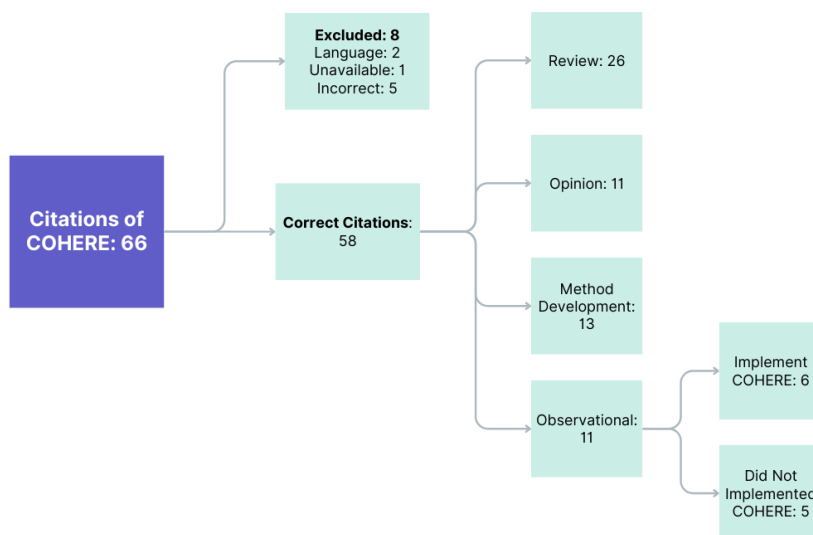 Excluded: 8
Language: 2
Unavailable: 1
Incorrect: 5
Review: 26
Citations of
COHERE: 66
Correct Citations:
58
Opinion: 11
Method
Development:
13
Observational:
11
Implement
COHERE: 6
Did Not
Implemented
COHERE: 5